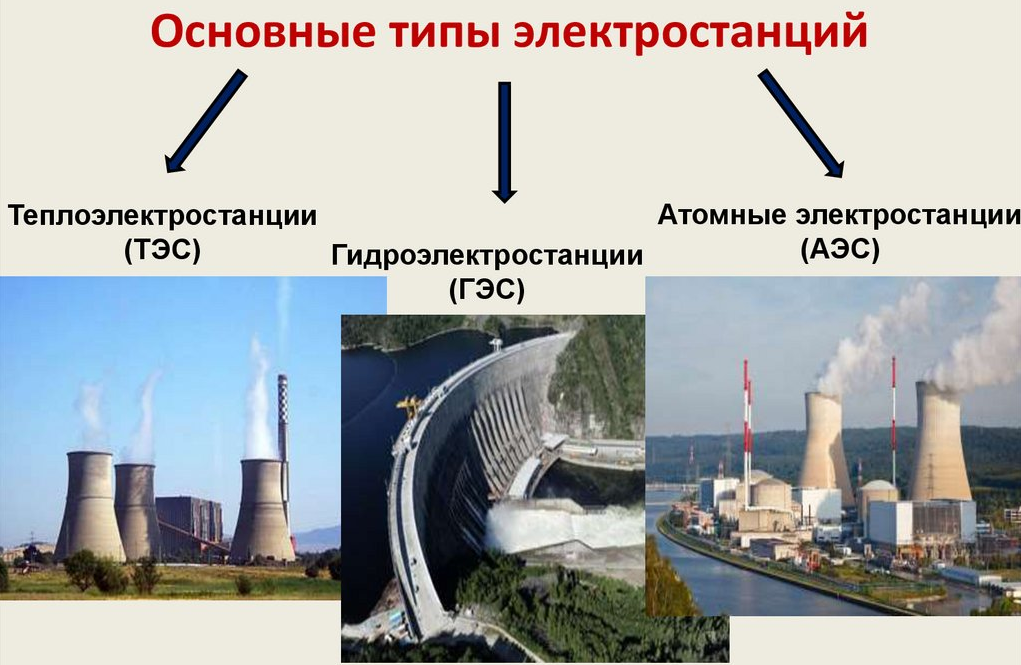 Основные типы электростанций
Теплоэлектростанции
(ТЭС)
Гидроэлектростанции
(ГЭС)
Атомные электростанции
(АЭС)